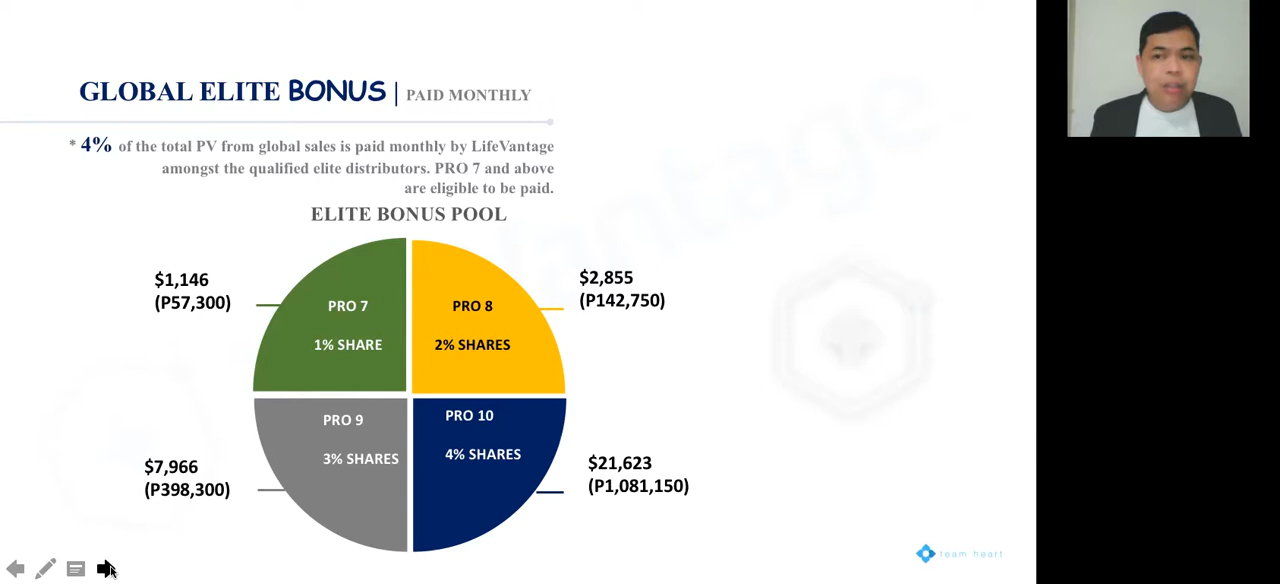 GLOBAL ELITE BONUS | PAID MONTHLY
* 4% of the total PV from global sales is paid monthly by LifeVantage
amongst the qualified elite distributors. PRO 7 and above
are eligible to be paid.
ELITE BONUS POOL
$1,146
(P57,300)
PRO 7
1% SHARE
PRO 8
2% SHARES
$2,855
(P142,750)
$7,966
(P398,300)
PRO 9
3% SHARES
PRO 10
4% SHARES
$21,623
(P1,081,150)
team heart